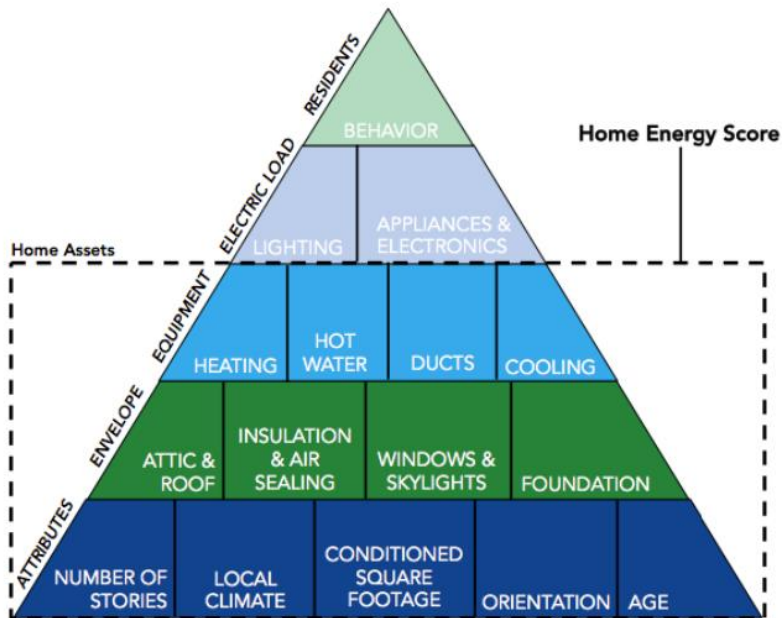 RESIDENTS
BEHAVIOR
Home Energy Score
ELECTRIC LOAD
LIGHTING
APPLIANCES &
ELECTRONICS
Home Assets
EQUIPMENT
HEATING
HOT
WATER
DUCTS
COOLING
ENVELOPE
ATTIC &
ROOF
INSULATION
& AIR
SEALING
WINDOWS &
SKYLIGHTS
FOUNDATION
ATTRIBUTES
NUMBER OF
STORIES
LOCAL
CLIMATE
CONDITIONED
SQUARE
FOOTAGE
ORIENTATION
AGE